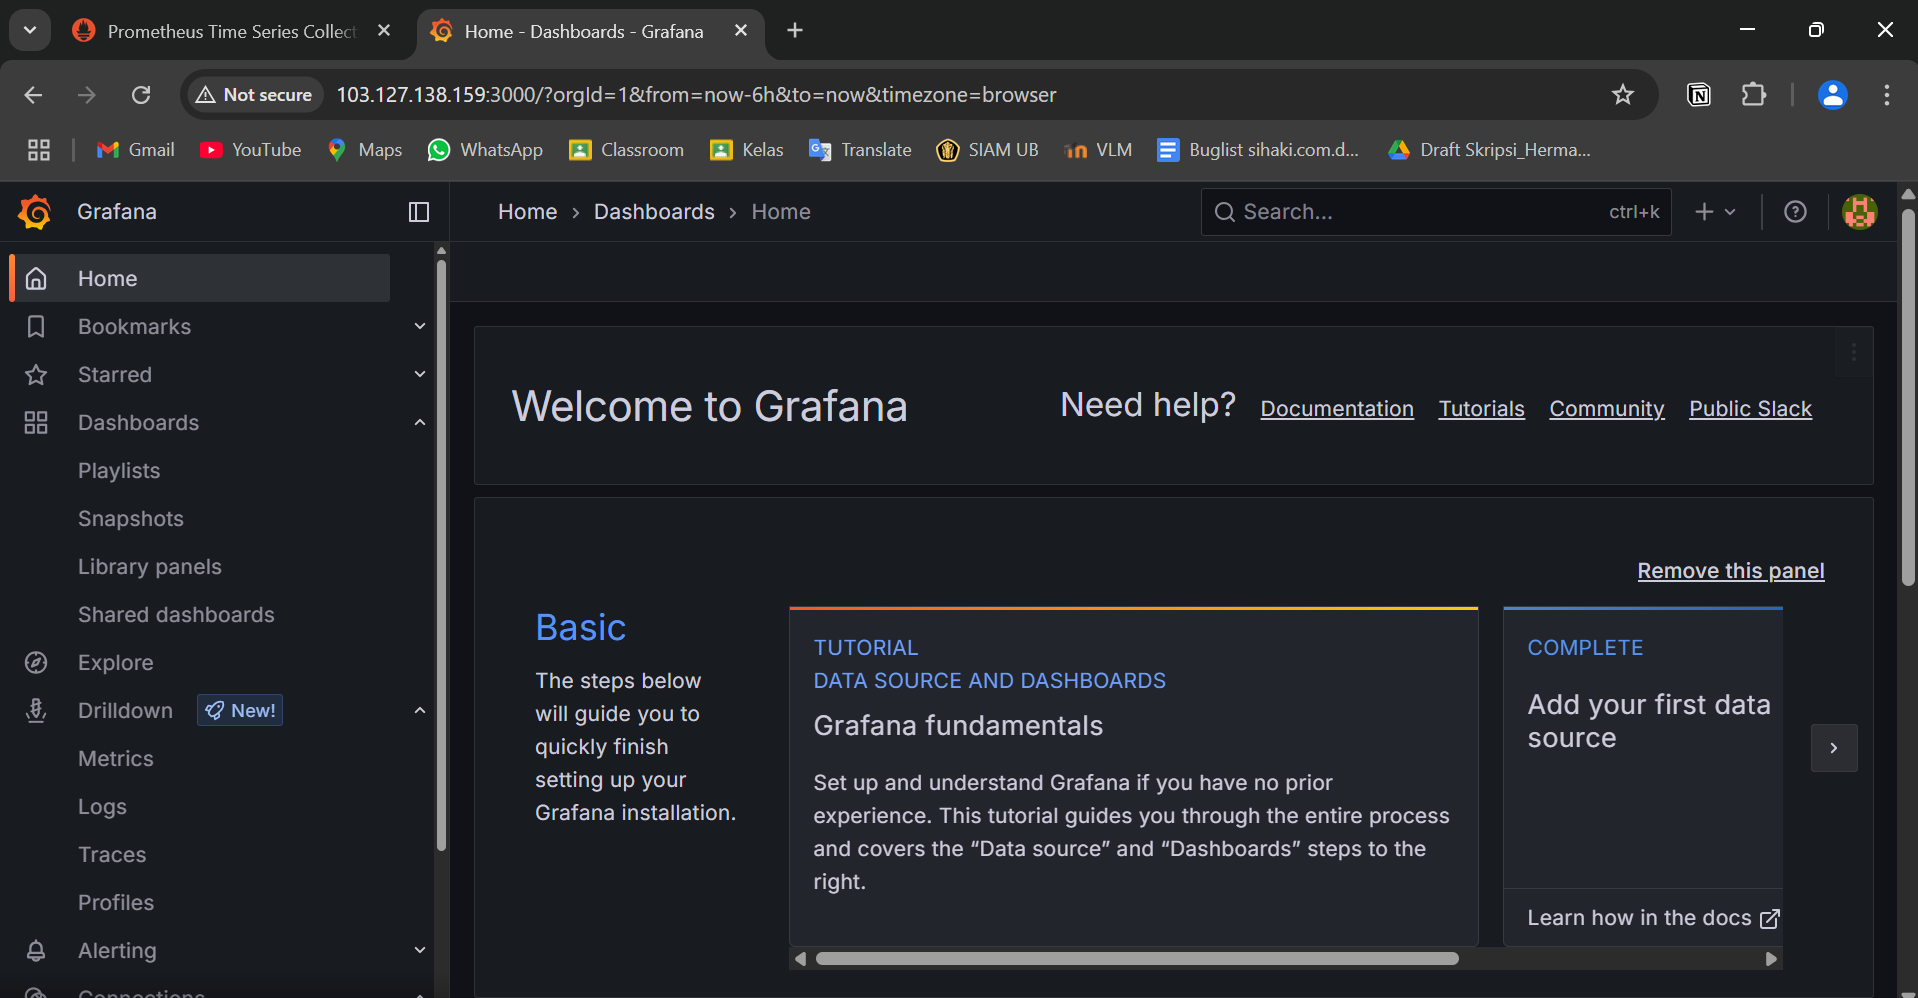 Prometheus Time Series Collect
Home - Dashboards - Grafana
Not secure
103.127.138.159:3000/?orgId=1&from=now-6h&to=now&timezone=browser
Gmail
YouTube
Maps
WhatsApp
Classroom
Kelas
Translate
SIAM UB
VLM
Buglist sihaki.com.d...
Draft Skripsi_Herma...
Grafana
Home › Dashboards › Home
Search...
ctrl+k
Home
Bookmarks
Starred
Dashboards
Playlists
Snapshots
Library panels
Shared dashboards
Explore
Drilldown
New!
Metrics
Logs
Traces
Profiles
Alerting
Connections
Welcome to Grafana
Need help?
Documentation
Tutorials
Community
Public Slack
Remove this panel
Basic
The steps below
will guide you to
quickly finish
setting up your
Grafana installation.
TUTORIAL
DATA SOURCE AND DASHBOARDS
Grafana fundamentals
Set up and understand Grafana if you have no prior
experience. This tutorial guides you through the entire process
and covers the “Data source” and “Dashboards” steps to the
right.
COMPLETE
Add your first data
source
Learn how in the docs